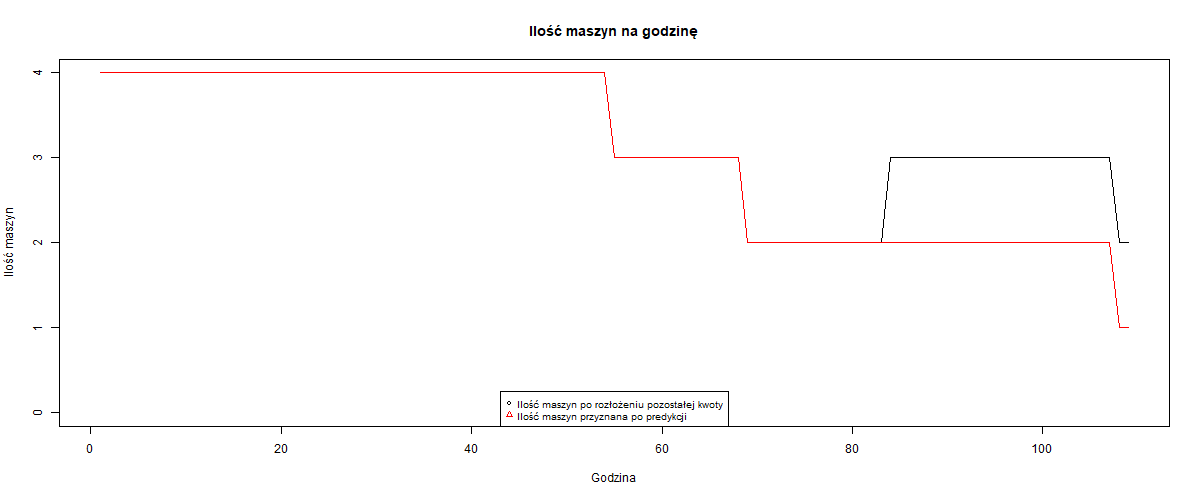 Ilość maszyn na godzinę
Ilość maszyn
4
3
2
1
0
Ilość maszyn po rozłożeniu pozostałej kwoty
Ilość maszyn przyznana po predykcji
0 20 40 60 80 100
Godzina